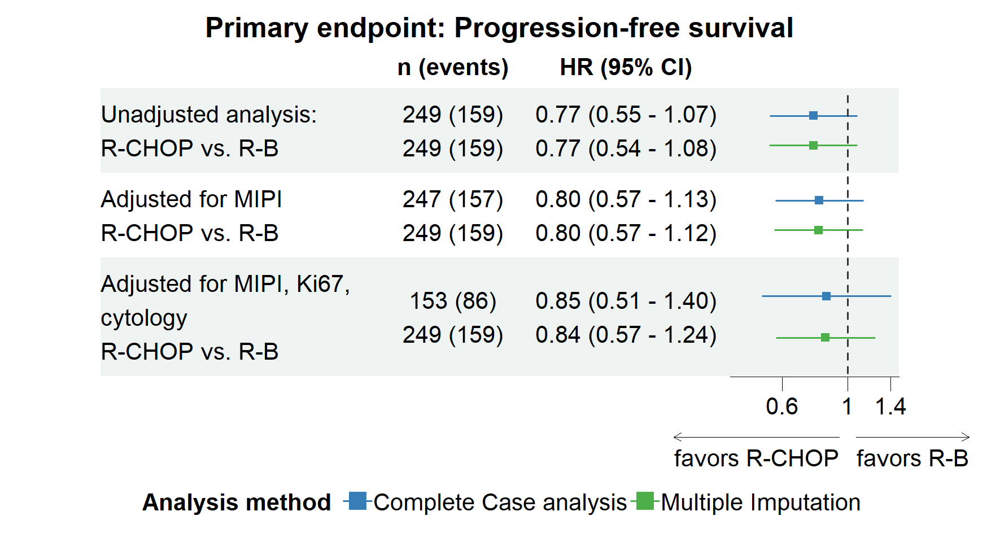 Primary endpoint: Progression-free survival
n (events) HR (95% CI)
Unadjusted analysis: 249 (159) 0.77 (0.55 - 1.07)
R-CHOP vs. R-B 249 (159) 0.77 (0.54 - 1.08)
Adjusted for MIPI 247 (157) 0.80 (0.57 - 1.13)
R-CHOP vs. R-B 249 (159) 0.80 (0.57 - 1.12)
Adjusted for MIPI, Ki67,
153 (86) 0.85 (0.51 - 1.40)
cytology
249 (159) 0.84 (0.57 - 1.24)
R-CHOP vs. R-B
0.6 1 1.4
favors R-CHOP favors R-B
Analysis method Complete Case analysis Multiple Imputation